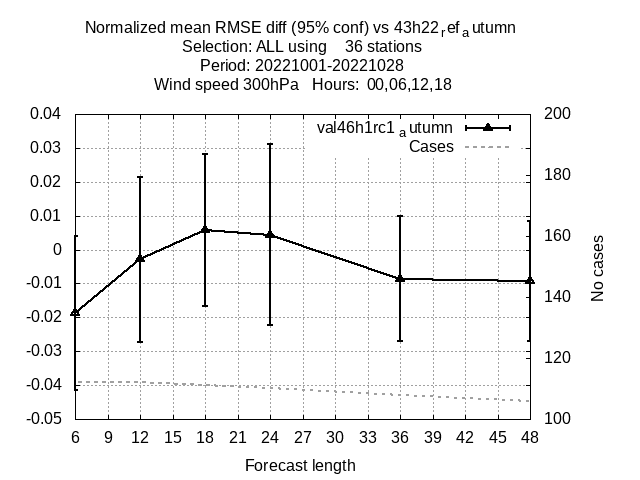 Normalized mean RMSE diff (95% conf) vs 43h22refautumn
Selection: ALL using 36 stations
Period: 20221001-20221028
Wind speed 300hPa Hours: 00,06,12,18
val46h1rc1autumn
Cases
0.04
0.03
0.02
0.01
0
-0.01
-0.02
-0.03
-0.04
-0.05
200
180
160
140
120
100
No cases
6 9 12 15 18 21 24 27 30 33 36 39 42 45 48
Forecast length